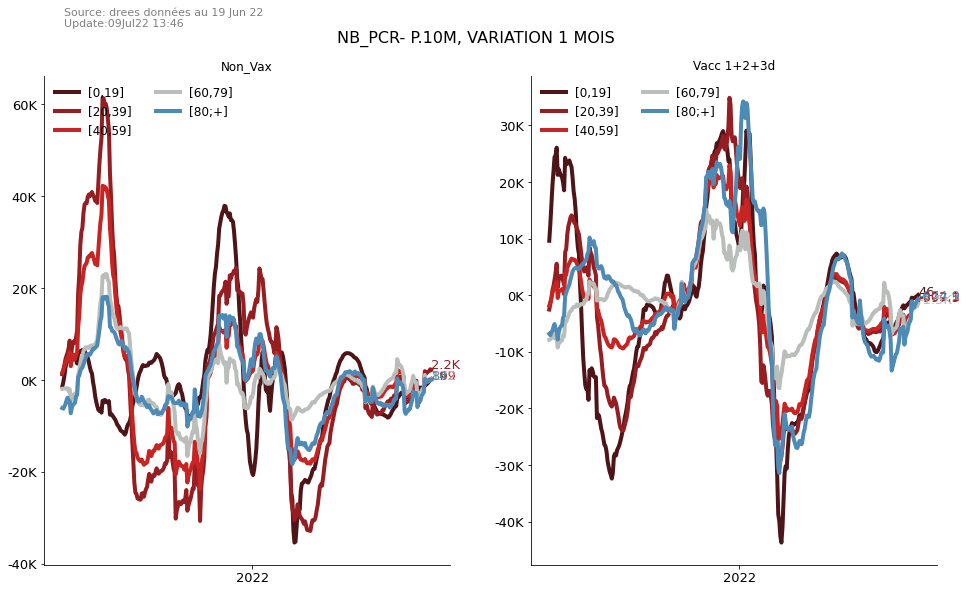 Source: drees données au 19 Jun 22
Update:09Jul22 13:46
NB_PCR- P.10M, VARIATION 1 MOIS
Non_Vax
[0,19]
[20,39]
[40,59]
[60,79]
[80;+]
60K
40K
20K
0K
-20K
-40K
2.2K
2022
Vacc 1+2+3d
[0,19]
[20,39]
[40,59]
[60,79]
[80;+]
30K
20K
10K
0K
-10K
-20K
-30K
-40K
46
2022